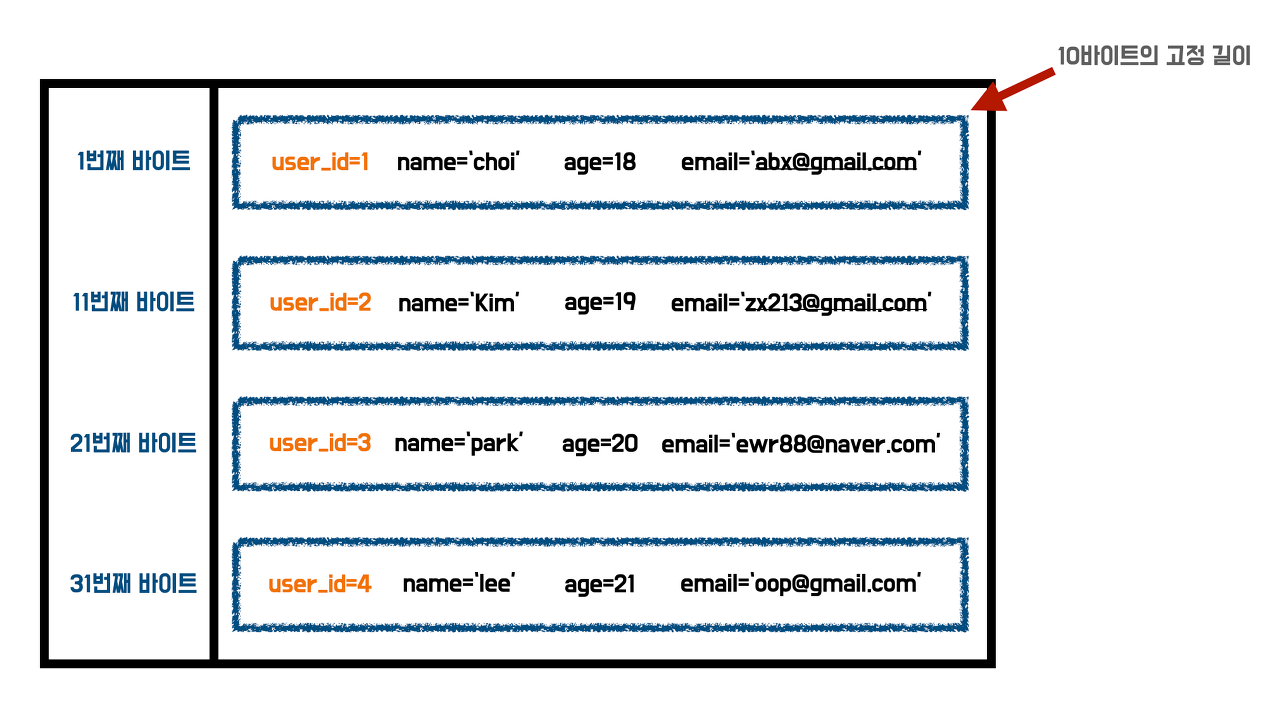 10바이트의 고정 길이
1번째 바이트 user_id=1 name='choi' age=18 email='abx@gmail.com'
11번째 바이트 user_id=2 name='Kim' age=19 email='zx213@gmail.com'
21번째 바이트 user_id=3 name='park' age=20 email='ewr88@naver.com'
31번째 바이트 user_id=4 name='lee' age=21 email='oop@gmail.com'